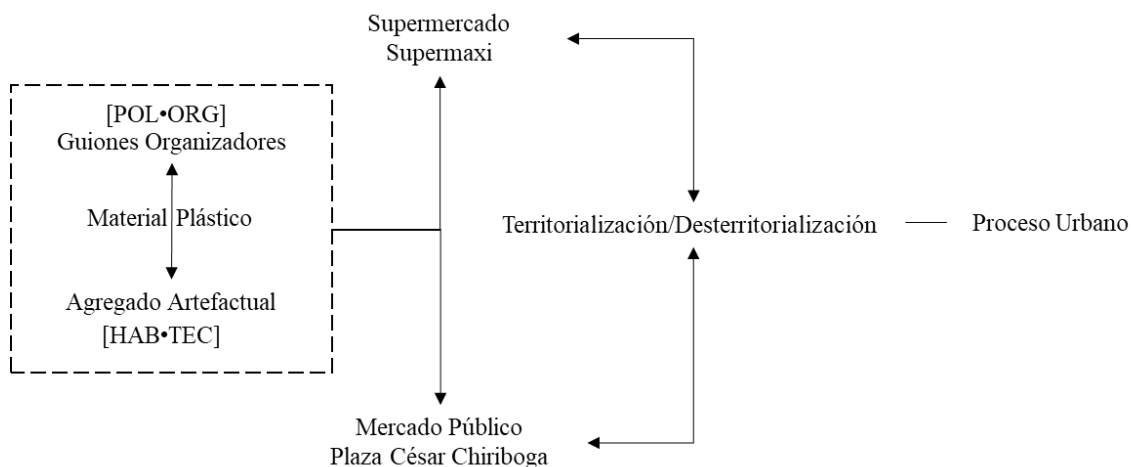 Supermercado
Supermaxi
[POL•ORG]
Guiones Organizadores
Material Plástico
Agregado Artefactual
[HAB•TEC]
Territorialización/Desterritorialización
Proceso Urbano
Mercado Público
Plaza César Chiriboga